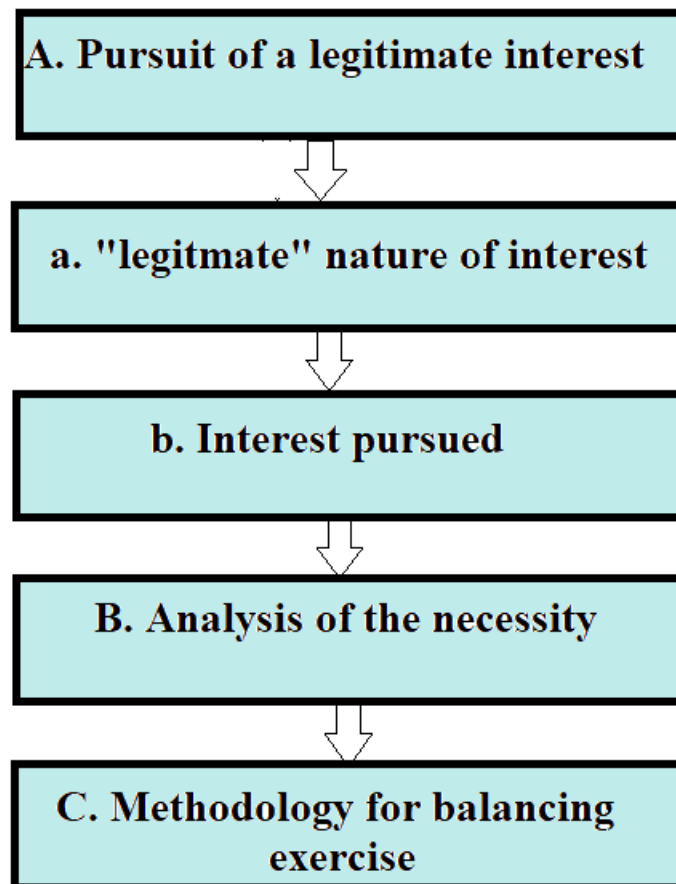 A. Pursuit of a legitimate interest
a. "legitmate" nature of interest
b. Interest pursued
B. Analysis of the necessity
C. Methodology for balancing
exercise